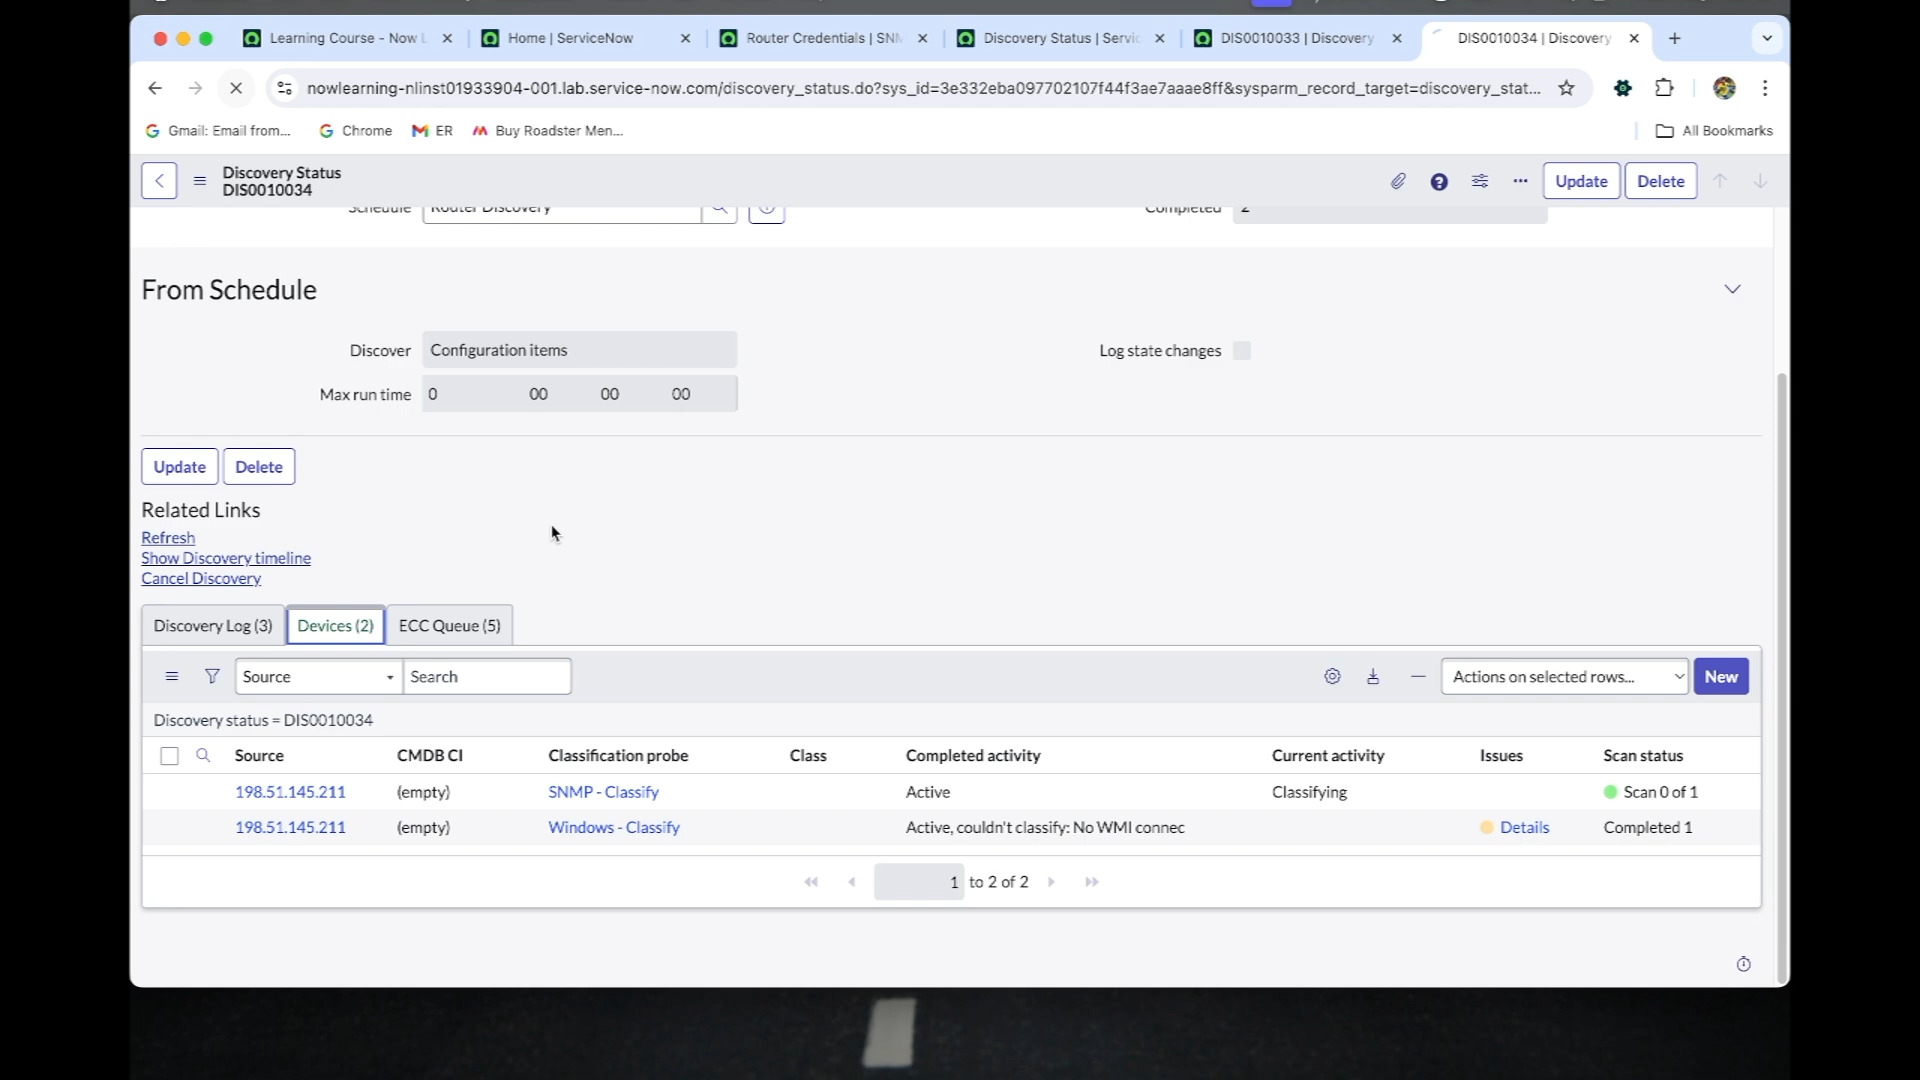 Learning Course - Now L
Home | ServiceNow
Router Credentials | SNM
Discovery Status | Servic
DIS0010033 | Discovery
DIS0010034 | Discovery
nowlearning-nlinst01933904-001.lab.service-now.com/discovery_status.do?sys_id=3e332eba097702107f44f3ae7aaae8ff&sysparm_record_target=discovery_stat...
Gmail: Email from...
Chrome
ER
Buy Roadster Men...
All Bookmarks
Discovery Status
DIS0010034
Update
Delete
Schedule
Router Discovery
Completed
2
From Schedule
Discover
Configuration items
Log state changes
Max run time
0 00 00 00
Update
Delete
Related Links
Refresh
Show Discovery timeline
Cancel Discovery
Discovery Log (3)
Devices (2)
ECC Queue (5)
Source
Search
Actions on selected rows...
New
Discovery status = DIS0010034
Source CMDB CI Classification probe Class Completed activity Current activity Issues Scan status
198.51.145.211 (empty) SNMP - Classify Active Classifying Scan 0 of 1
198.51.145.211 (empty) Windows - Classify Active, couldn't classify: No WMI connec Details Completed 1
1 to 2 of 2